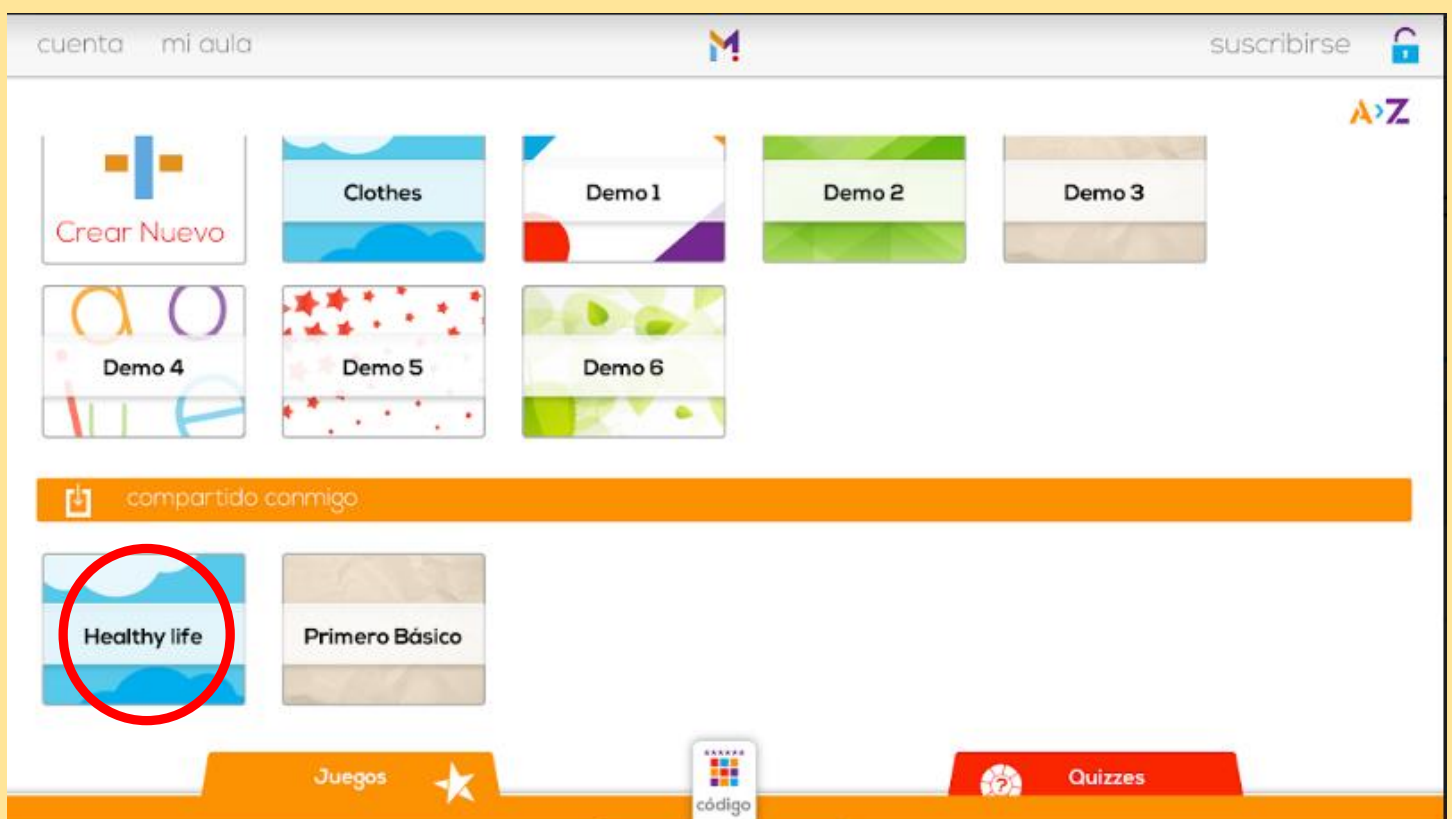 cuenta mi aula M suscribirse
A>Z
Crear Nuevo
Clothes
Demo 1
Demo 2
Demo 3
a o i u e
Demo 4
Demo 5
Demo 6
compartido conmigo
Healthy life
Primero Básico
Juegos
código
? Quizzes